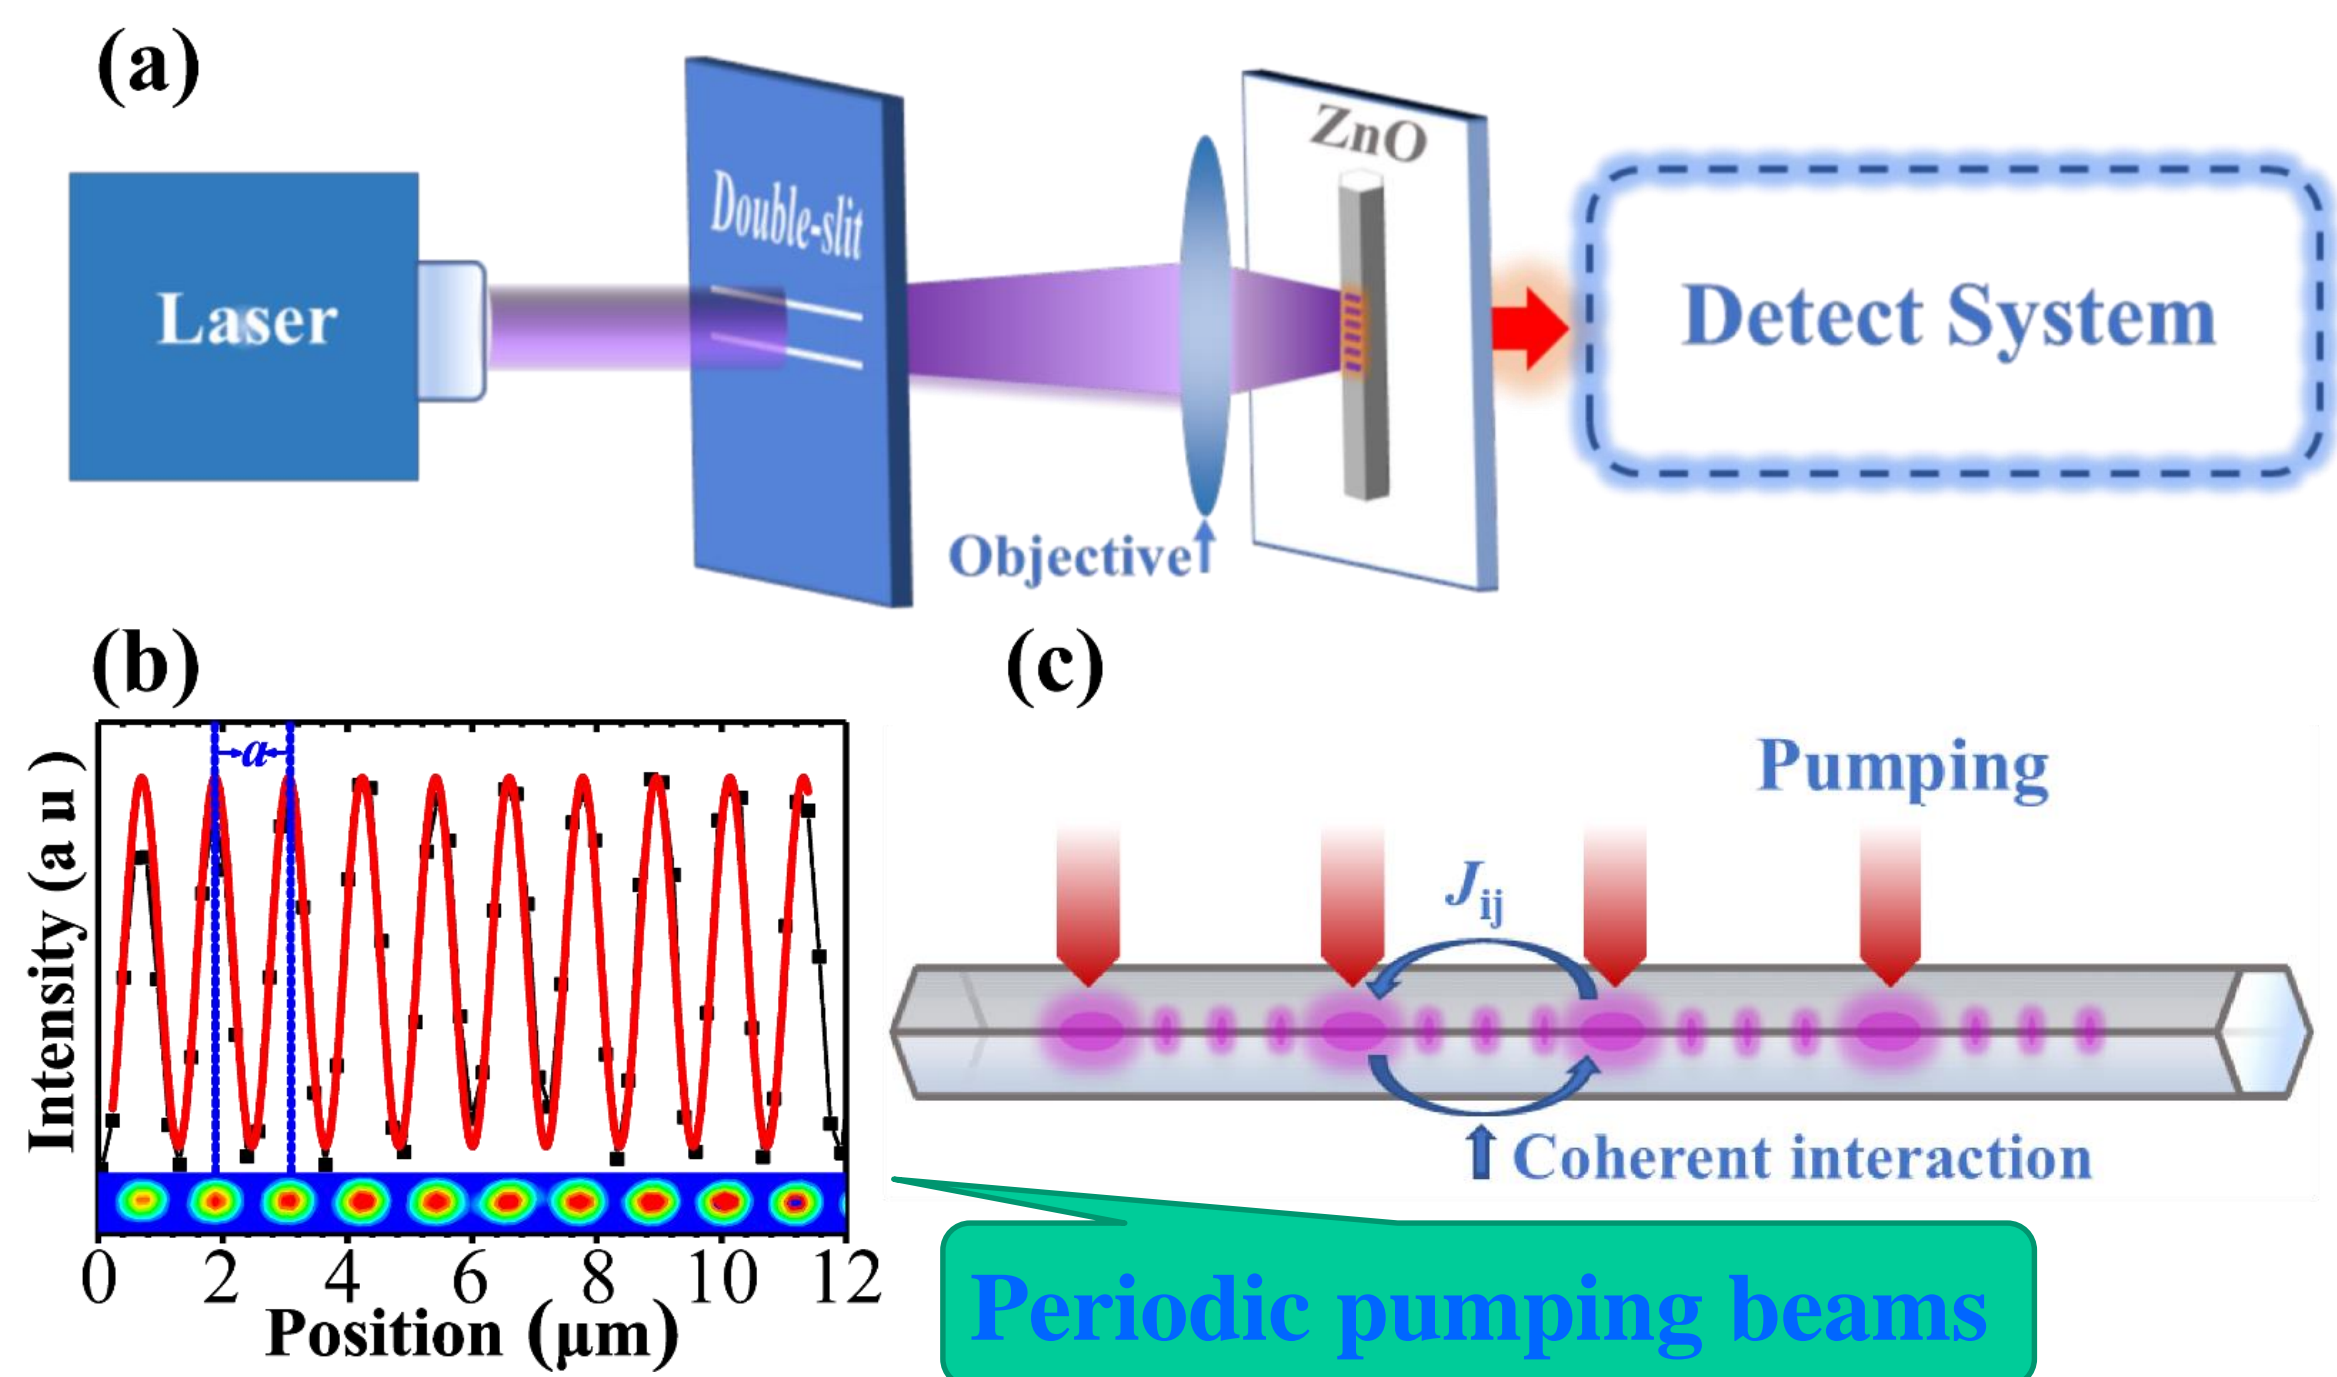 (a)
Laser
Double-slit
Objective
ZnO
Detect System
(b)
a
Intensity (a u )
0 2 4 6 8 10 12
Position (μm)
(c)
Pumping
Jij
Coherent interaction
Periodic pumping beams